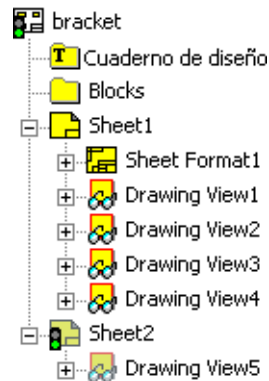 bracket
Cuaderno de diseño
Blocks
Sheet1
Sheet Format1
Drawing View1
Drawing View2
Drawing View3
Drawing View4
Sheet2
Drawing View5